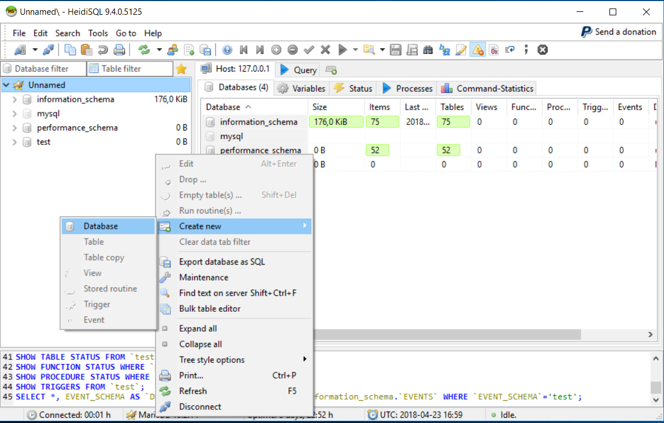 Unnamed\ - HeidiSQL 9.4.0.5125
File Edit Search Tools Go to Help
Send a donation
Database filter Table filter
Host: 127.0.0.1 Query
Unnamed
information_schema 176,0 KiB
mysql
performance_schema 0 B
test 0 B
Databases (4) Variables Status Processes Command-Statistics
Database Size Items Last ... Tables Views Func... Proc... Trigg... Events
information_schema 176,0 KiB 75 2018... 75 0 0 0 0 0
mysql
performance_schema 0 B 52 52 0 0 0 0 0
0 B 0 0 0 0 0 0 0
Edit Alt+Enter
Drop ...
Empty table(s) ... Shift+Del
Run routine(s) ...
Create new
Clear data tab filter
Export database as SQL
Maintenance
Find text on server Shift+Ctrl+F
Bulk table editor
Expand all
Collapse all
Tree style options
Print... Ctrl+P
Refresh F5
Disconnect
Database
Table
Table copy
View
Stored routine
Trigger
Event
41 SHOW TABLE STATUS FROM `test
42 SHOW FUNCTION STATUS WHERE `
43 SHOW PROCEDURE STATUS WHERE
44 SHOW TRIGGERS FROM `test`;
45 SELECT *, EVENT_SCHEMA AS `D formation_schema.`EVENTS` WHERE `EVENT_SCHEMA`='test';
Connected: 00:01 h
UTC: 2018-04-23 16:59
Idle.